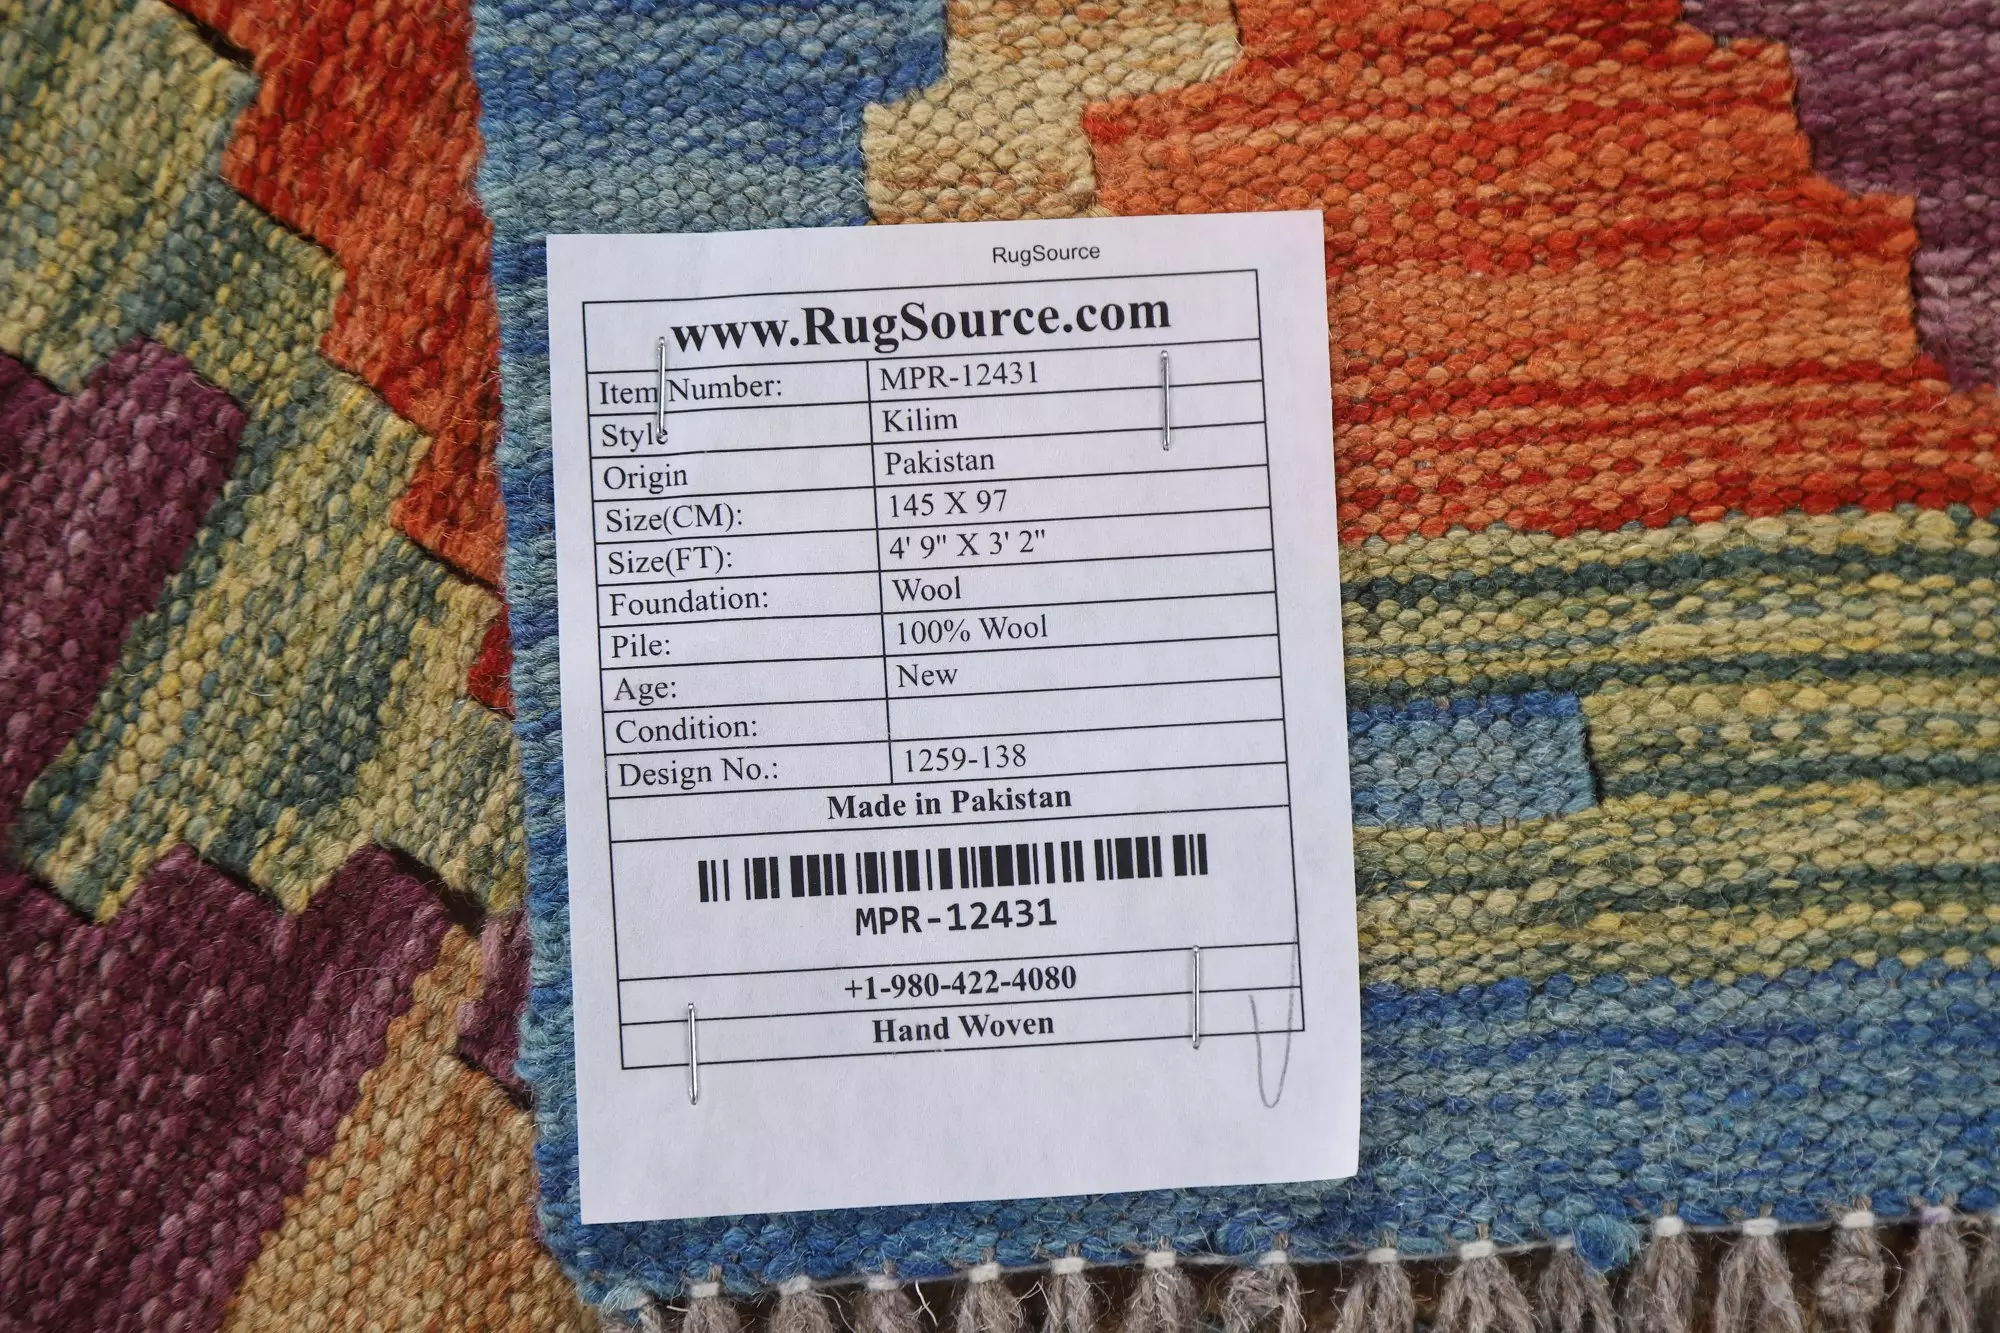 RugSource
www.RugSource.com
Item Number: MPR-12431
Style Kilim
Origin Pakistan
Size(CM): 145 X 97
Size(FT): 4' 9" X 3' 2"
Foundation: Wool
Pile: 100% Wool
Age: New
Condition:
Design No.: 1259-138
Made in Pakistan
MPR-12431
+1-980-422-4080
Hand Woven